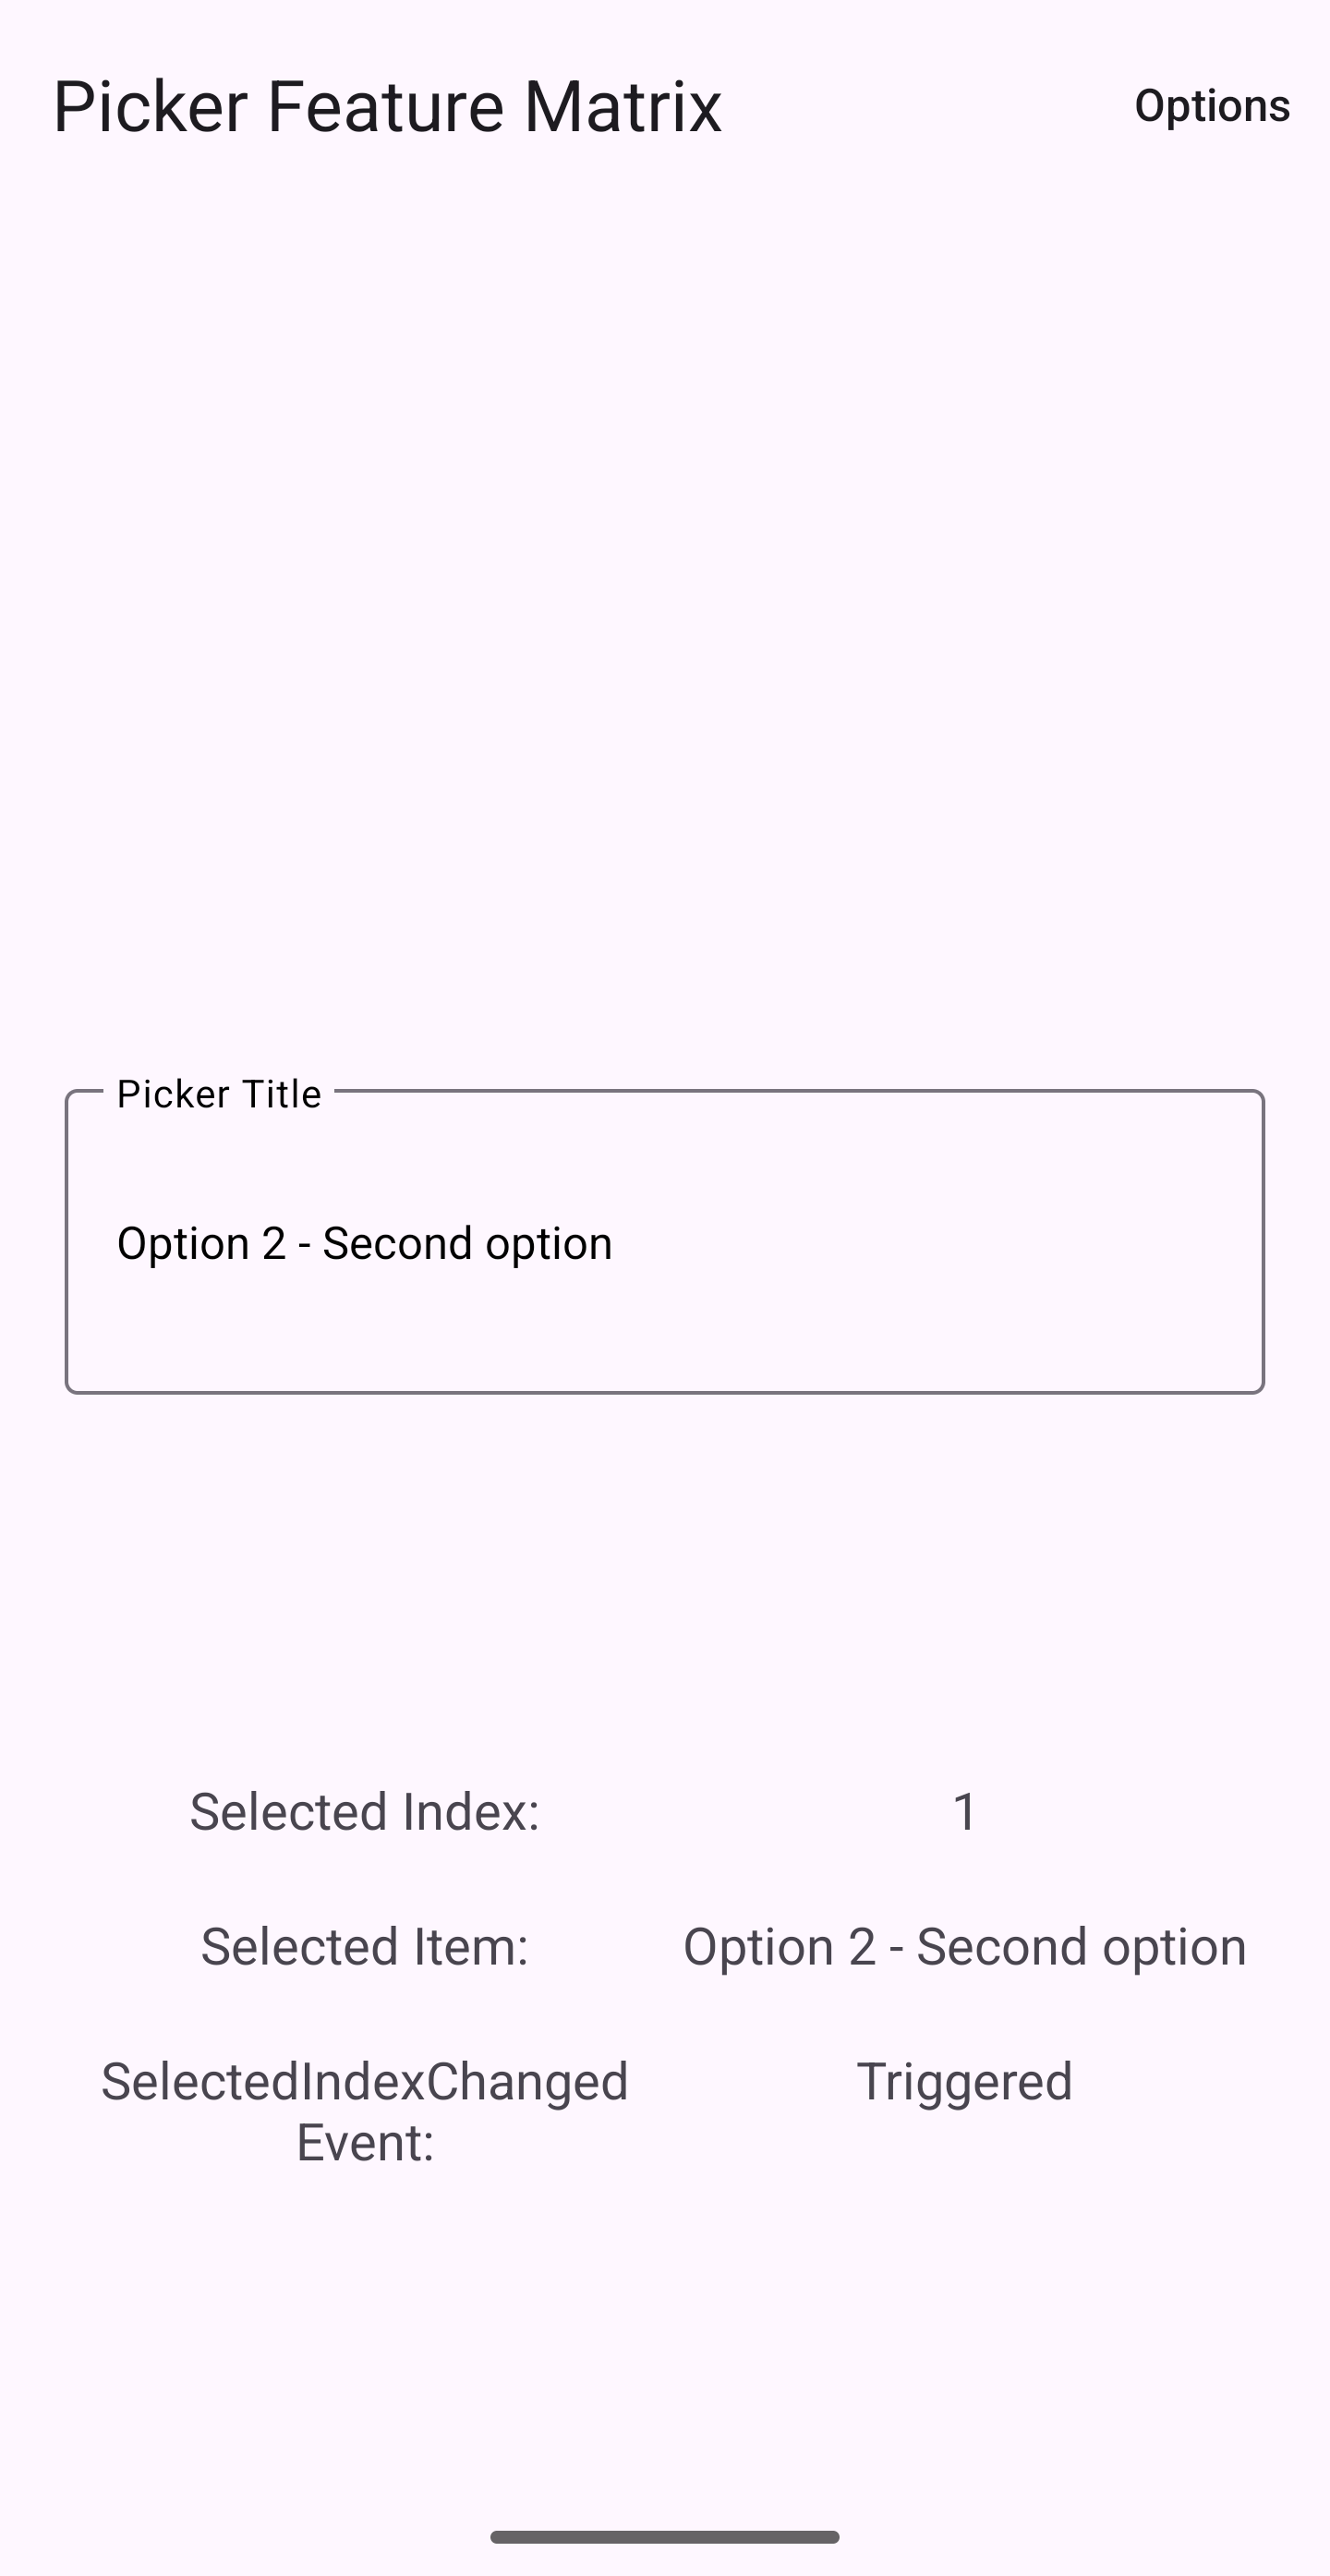 Picker Feature Matrix
Options
Picker Title
Option 2 - Second option
Selected Index:
1
Selected Item:
Option 2 - Second option
SelectedIndexChanged
Event:
Triggered